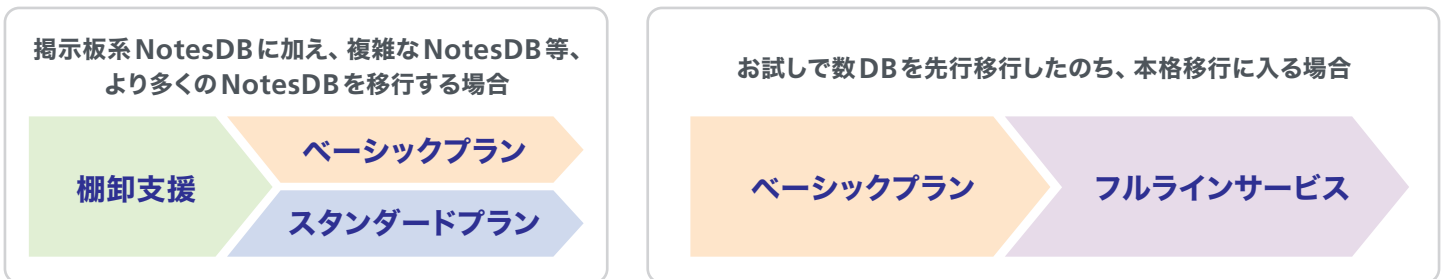 掲示板系NotesDBに加え、複雑なNotesDB等、
より多くのNotesDBを移行する場合
棚卸支援
ベーシックプラン
スタンダードプラン
お試しで数DBを先行移行したのち、本格移行に入る場合
ベーシックプラン
フルラインサービス